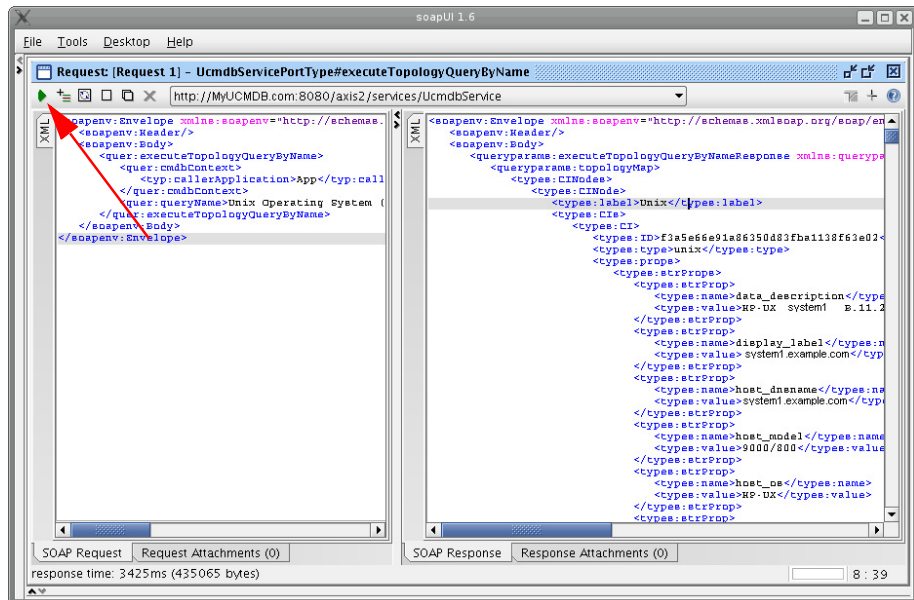 soapUI 1.6
File Tools Desktop Help
Request: [Request 1] - UcmdbServicePortType#executeTopologyQueryByName
http://MyUCMDB.com:8080/axis2/services/UcmdbService
XML
<soapenv:Envelope xmlns:soapenv="http://schemas.
<soapenv:Header/>
<soapenv:Body>
<quer:executeTopologyQueryByName>
<quer:cmdbContext>
<typ:callerApplication>App</typ:call
</quer:cmdbContext>
<quer:queryName>Unix Operating System (
</quer:executeTopologyQueryByName>
</soapenv:Body>
</soapenv:Envelope>
XML
<soapenv:Envelope xmlns:soapenv="http://schemas.xmlsoap.org/soap/en
<soapenv:Header/>
<soapenv:Body>
<queryparams:executeTopologyQueryByNameResponse xmlns:querypa
<queryparams:topologyMap>
<types:CINodes>
<types:CINode>
<types:label>Unix</types:label>
<types:CIs>
<types:CI>
<types:ID>f3a5e66e91a86350d83fba1138f63e02<
<types:type>unix</types:type>
<types:props>
<types:strProps>
<types:strProp>
<types:name>data_description</type
<types:value>HP-UX system1 B.11.2
</types:strProp>
<types:strProp>
<types:name>display_label</types:n
<types:value> system1.example.com</typ
</types:strProp>
<types:strProp>
<types:name>host_dnsname</types:na
<types:value>system1.example.com</typ
</types:strProp>
<types:strProp>
<types:name>host_model</types:name
<types:value>9000/800</types:value
</types:strProp>
<types:strProp>
<types:name>host_os</types:name>
<types:value>HP-UX</types:value>
</types:strProp>
<types:strProp>
SOAP Request Request Attachments (0) SOAP Response Response Attachments (0)
response time: 3425ms (435065 bytes) 8 : 39